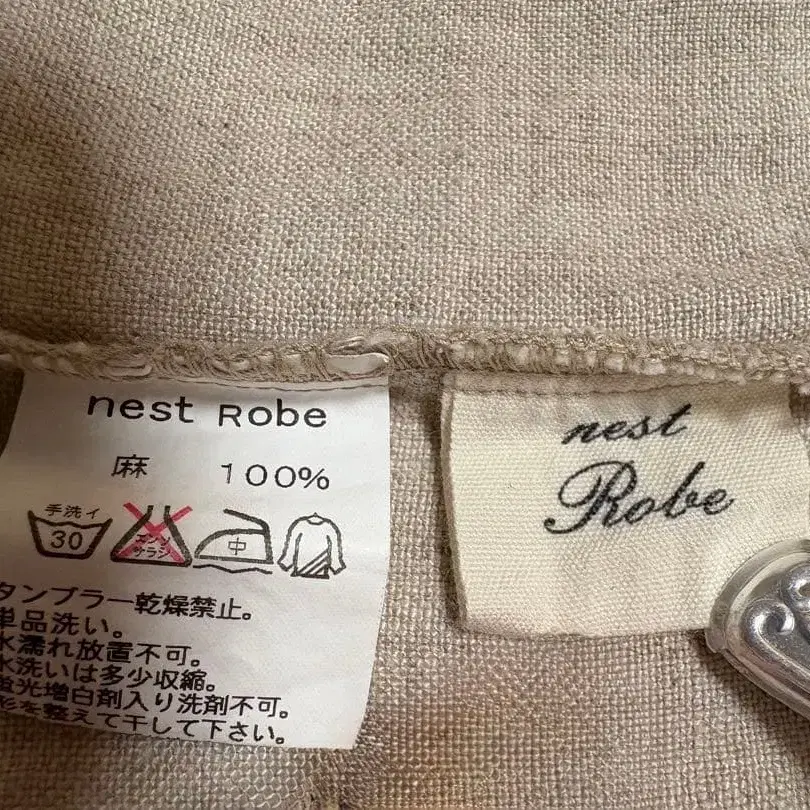 nest Robe
麻 100%
手洗イ
30
エンソ
サラシ
中
タンブラー乾燥禁止。
単品洗い。
水濡れ放置不可。
水洗いは多少収縮。
蛍光増白剤入り洗剤不可。
形を整えて干して下さい。
nest
Robe